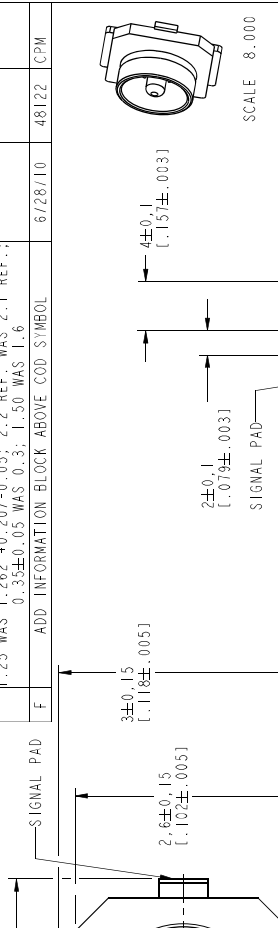 1.25 WAS 1.262 +0.207-0.05; 2.2 REF. WAS 2.1 REF.;
0.35±0.05 WAS 0.3; 1.50 WAS 1.6
F ADD INFORMATION BLOCK ABOVE COD SYMBOL 6/28/10 48122 CPM
SCALE 8.000
4±0,1
[.157±.003]
2±0,1
[.079±.003]
SIGNAL PAD
3±0,15
[.118±.005]
2,6±0,15
[.102±.005]
SIGNAL PAD